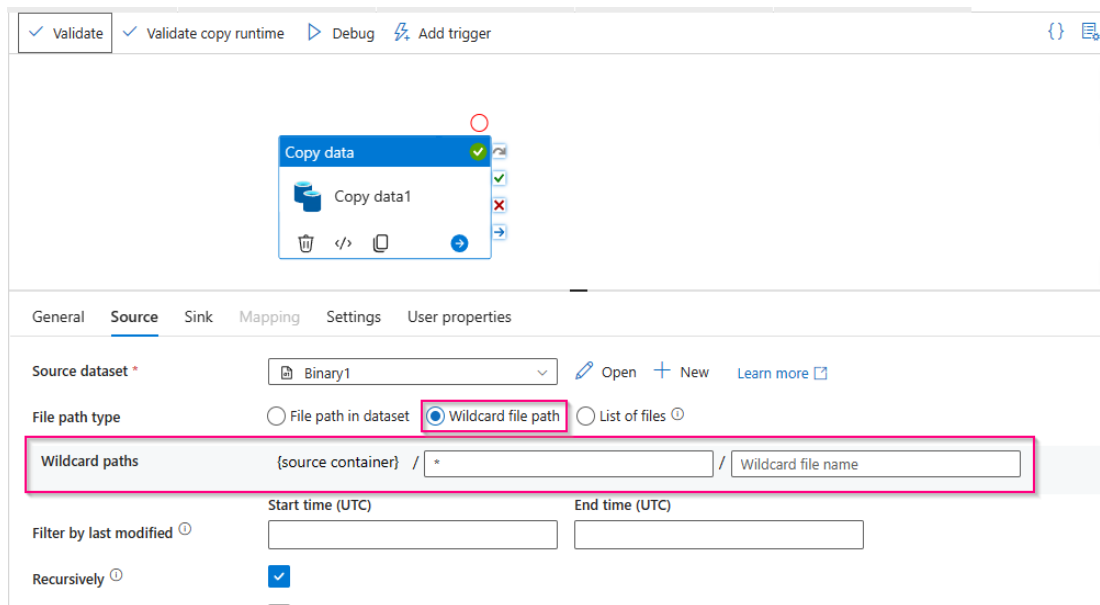 Validate Validate copy runtime Debug Add trigger {}
Copy data
Copy data1
</>
General Source Sink Mapping Settings User properties
Source dataset * Binary1 Open New Learn more
File path type File path in dataset Wildcard file path List of files
Wildcard paths {source container} / * / Wildcard file name
Start time (UTC) End time (UTC)
Filter by last modified
Recursively